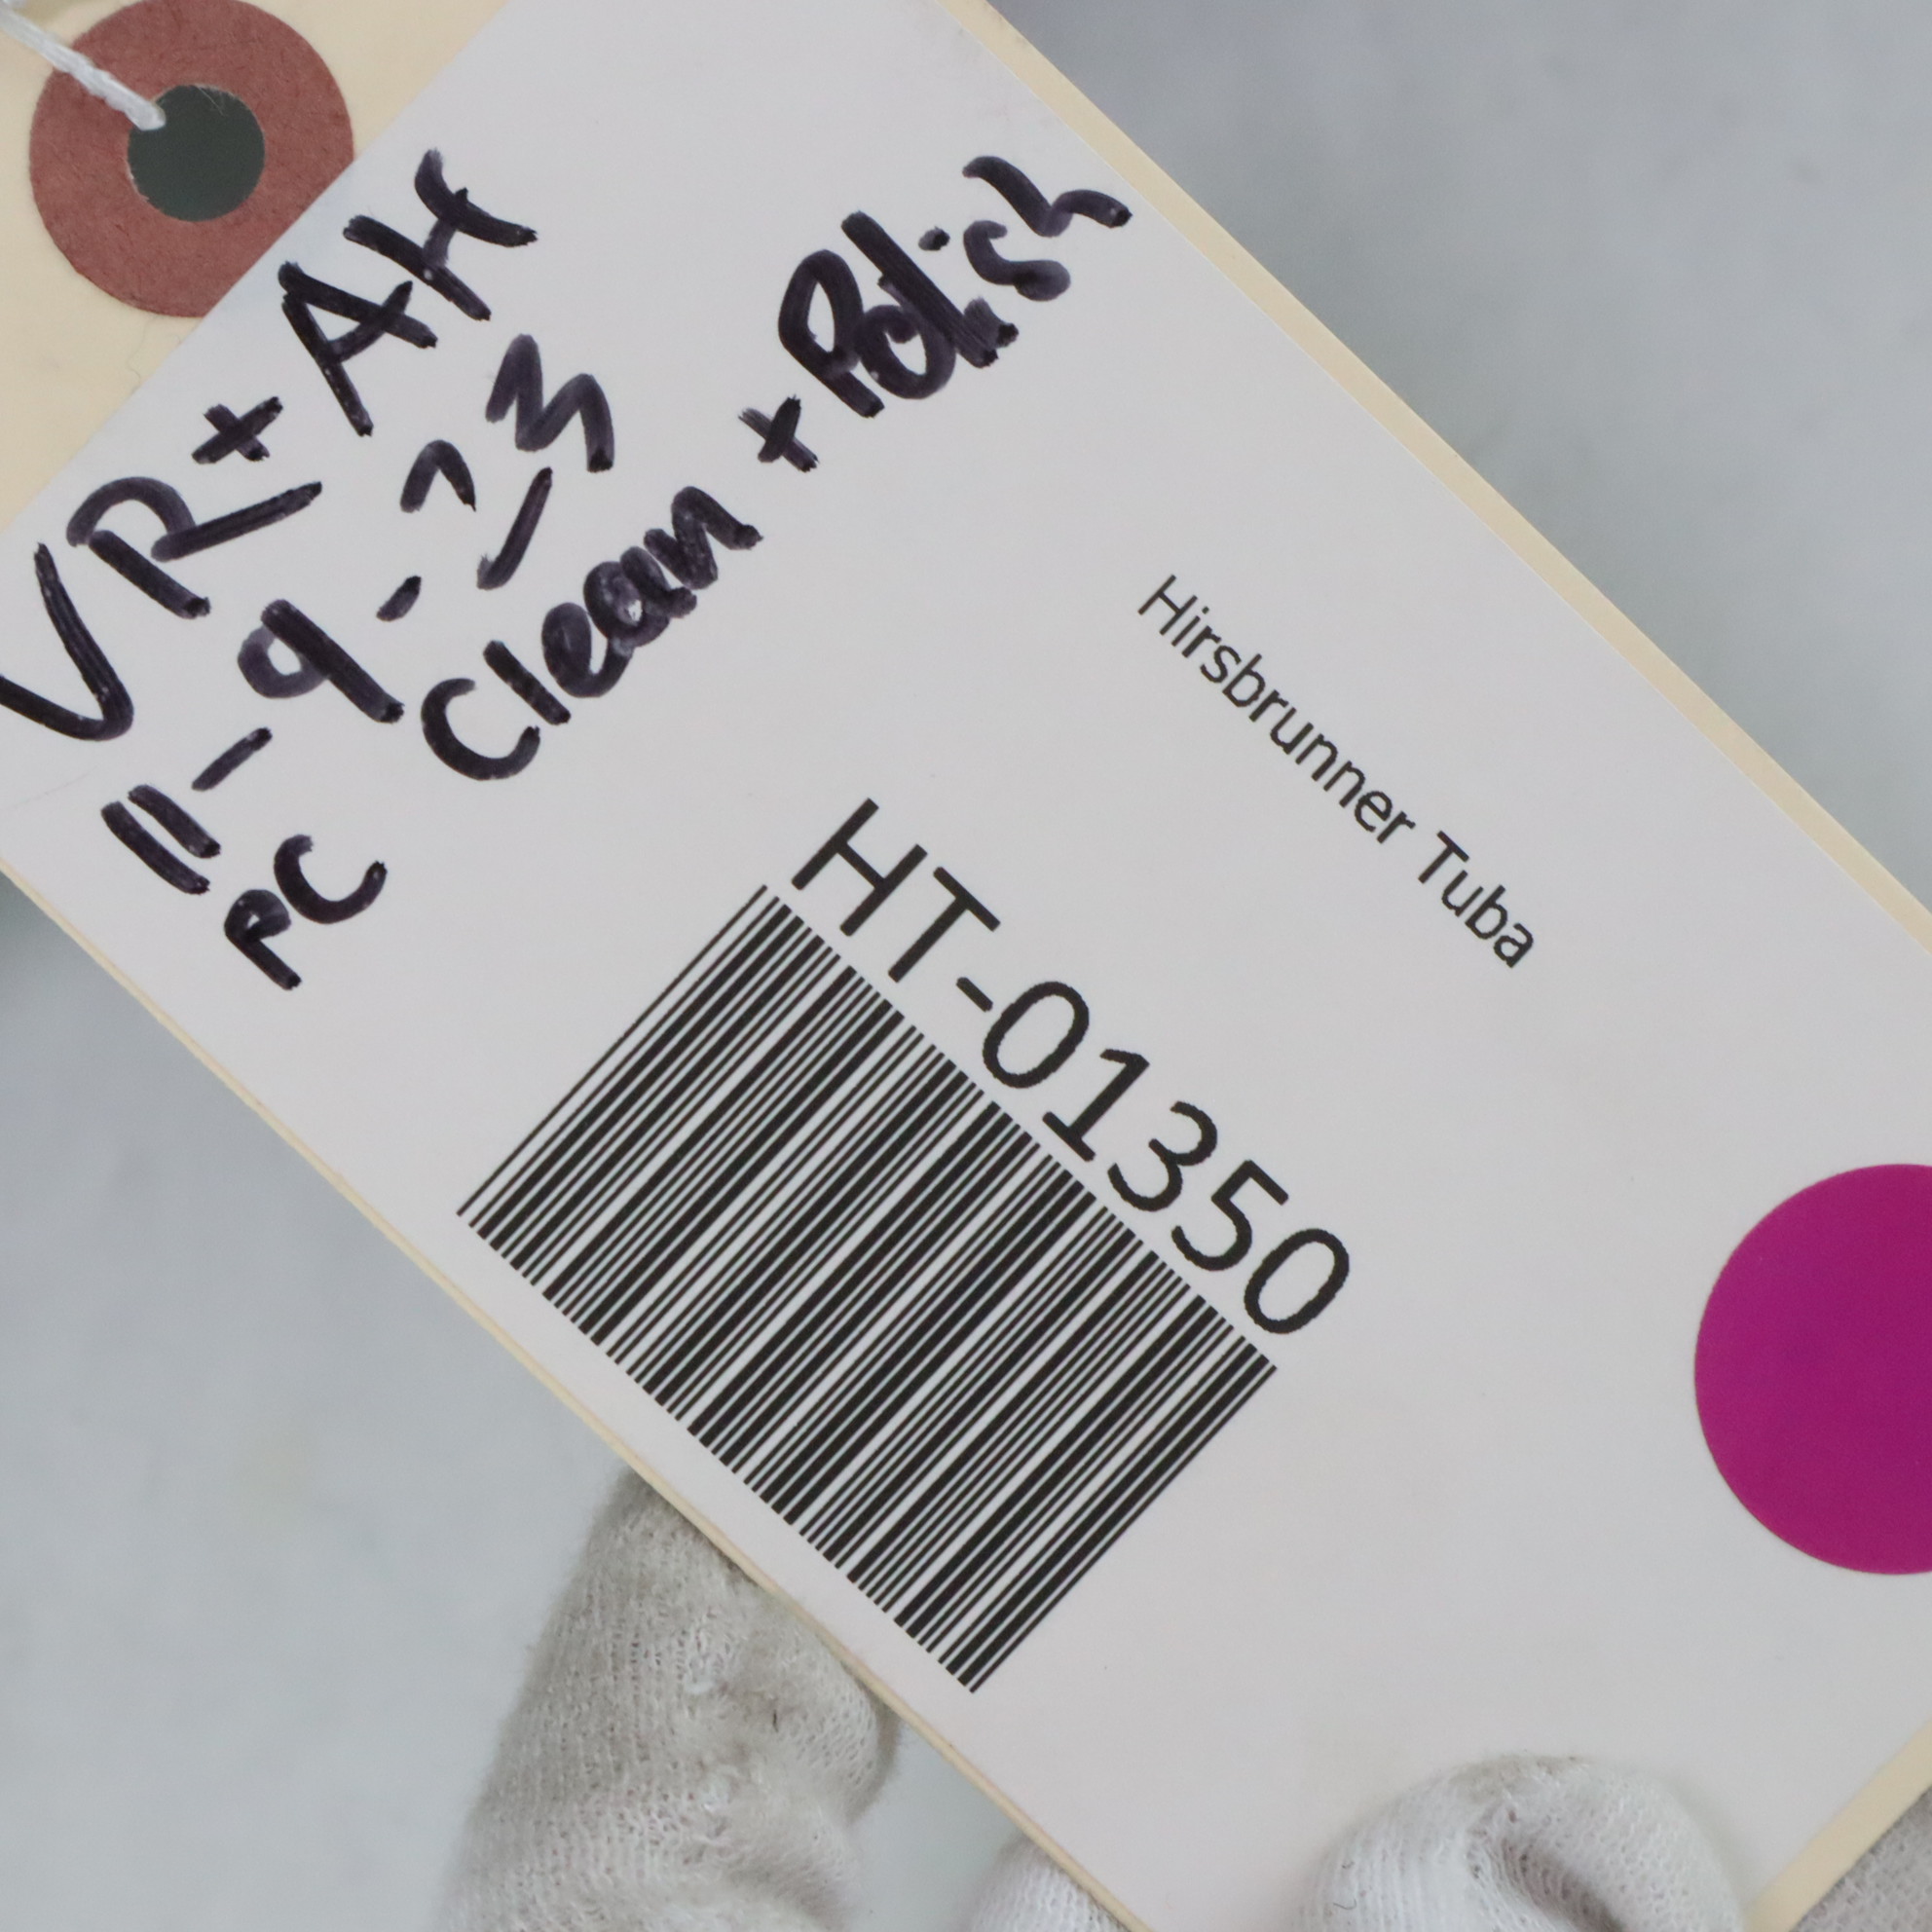 VR + AH
11-9-23
PC Clean + Polish
Hirsbrunner Tuba
HT-01350